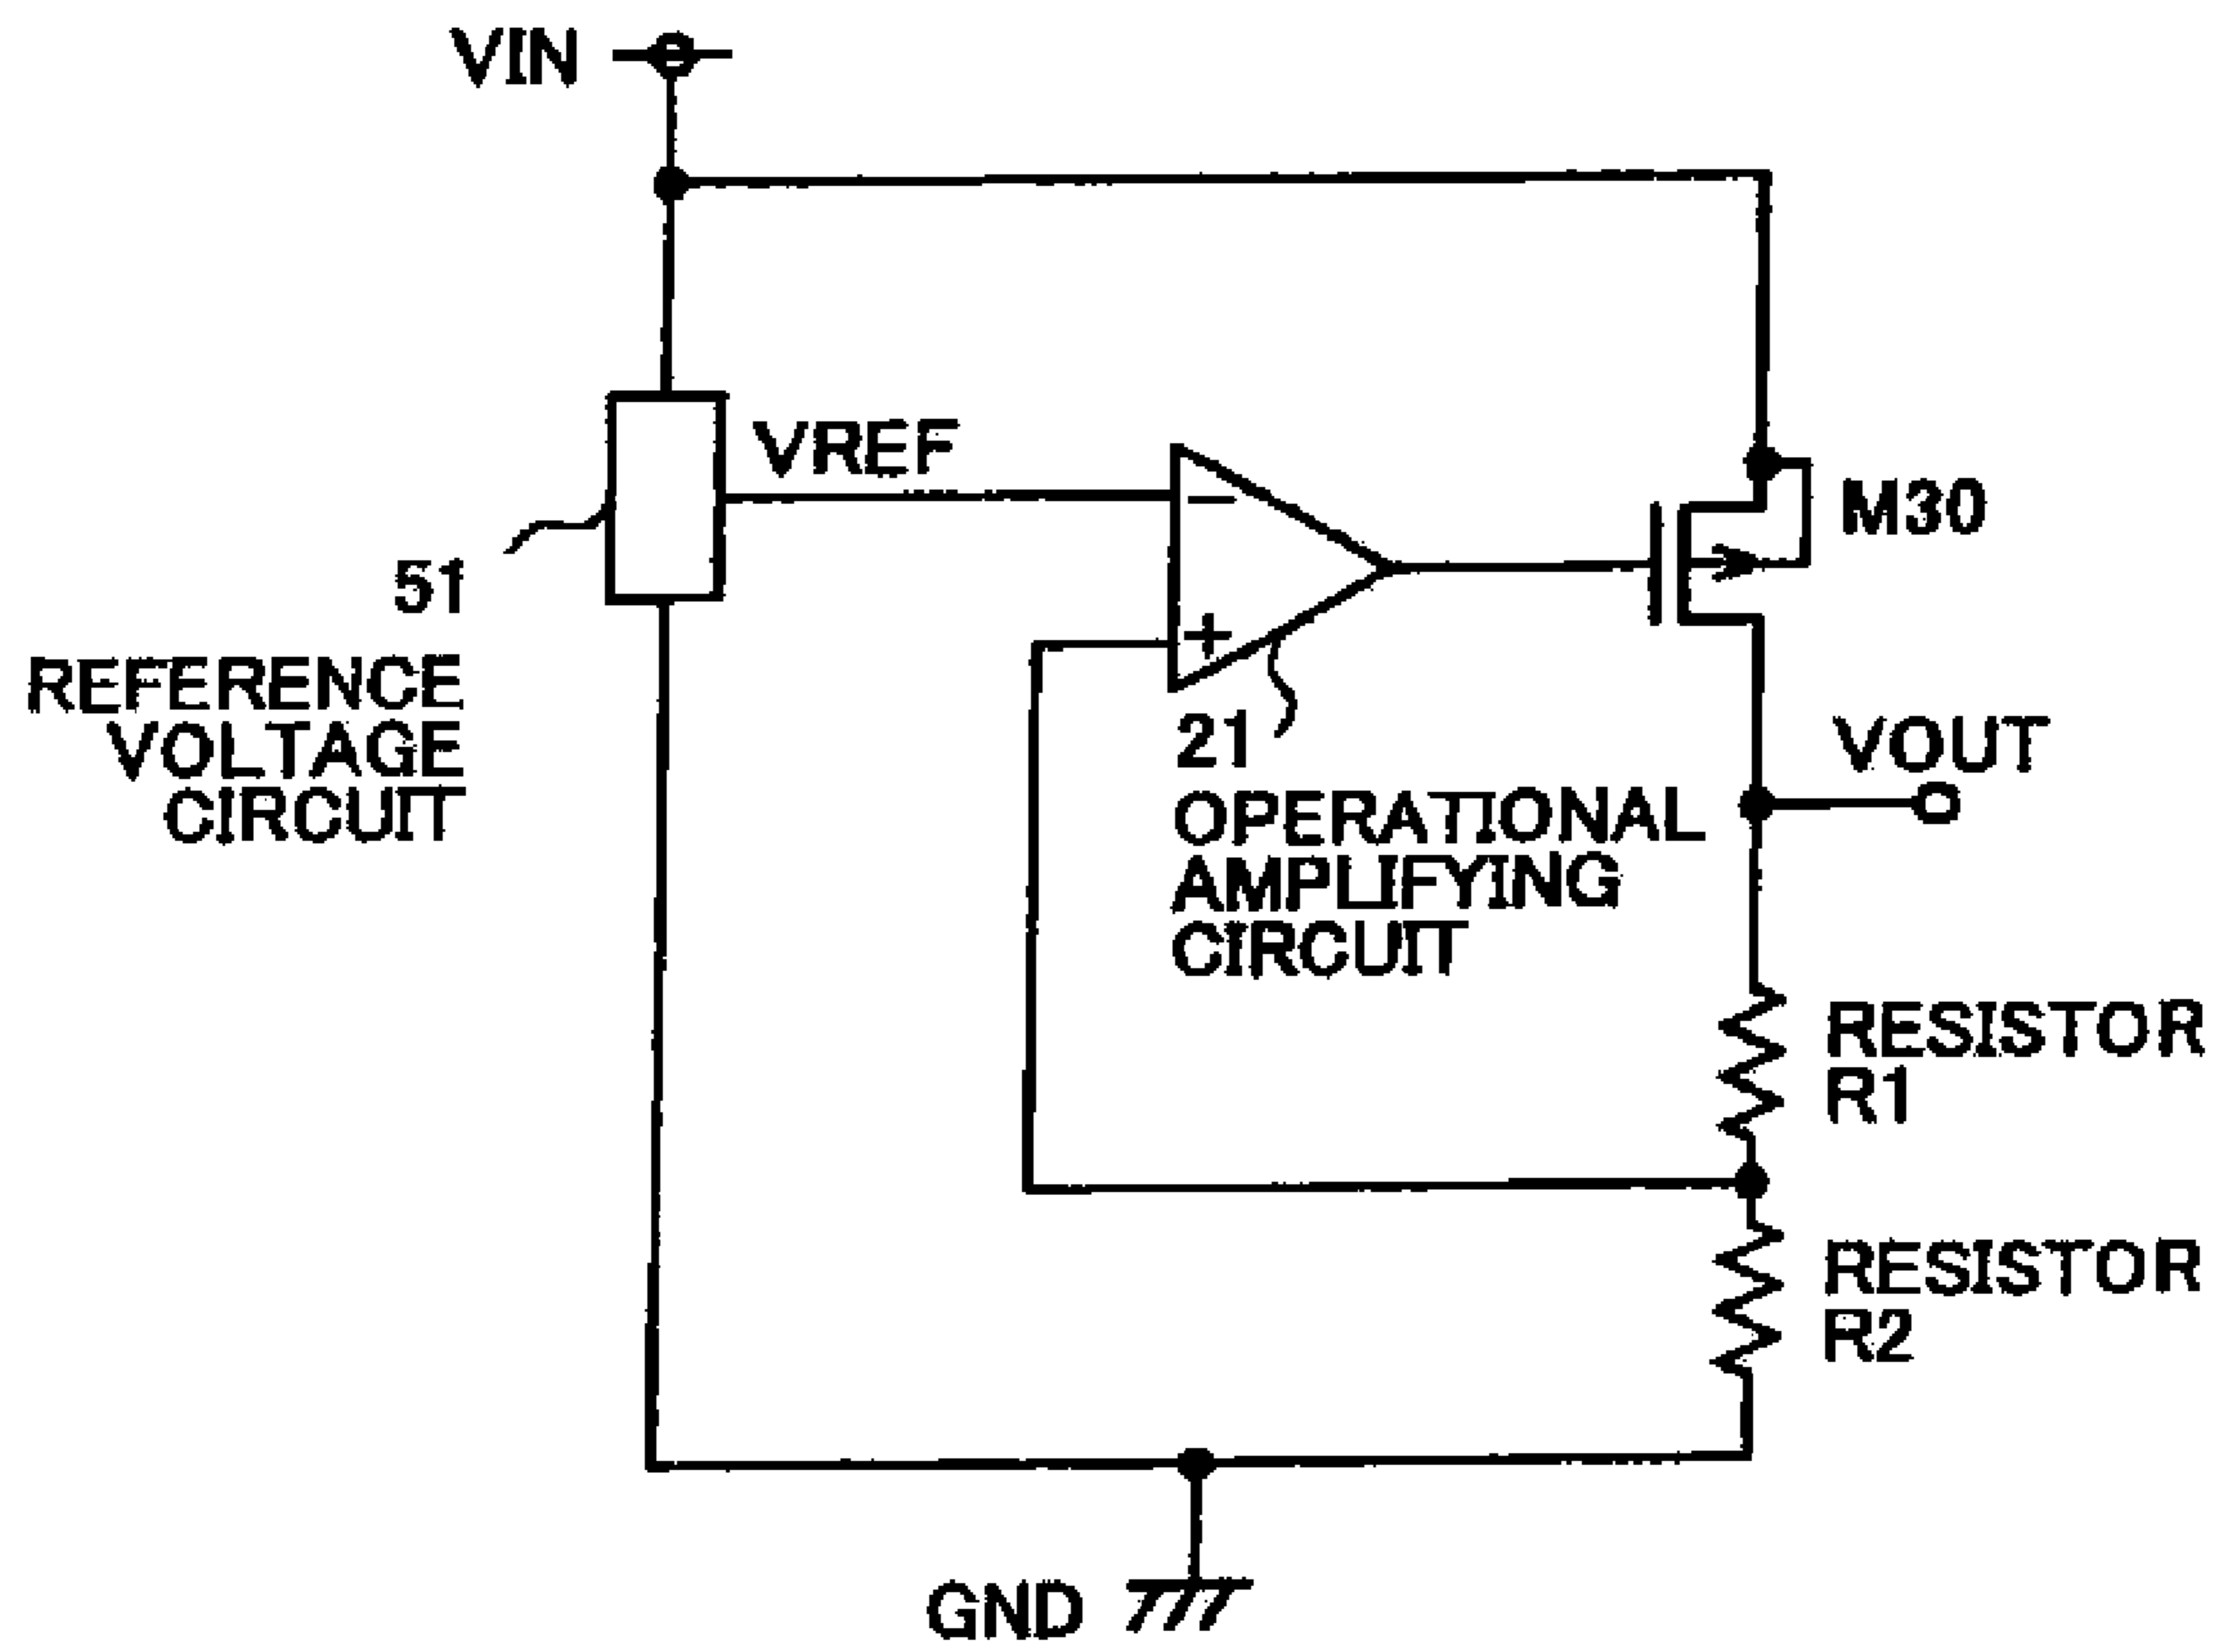 VIN
VREF
M30
51
REFERENCE
VOLTAGE
CIRCUIT
−
+
21
OPERATIONAL
AMPLIFYING
CIRCUIT
VOUT
RESISTOR
R1
RESISTOR
R2
GND